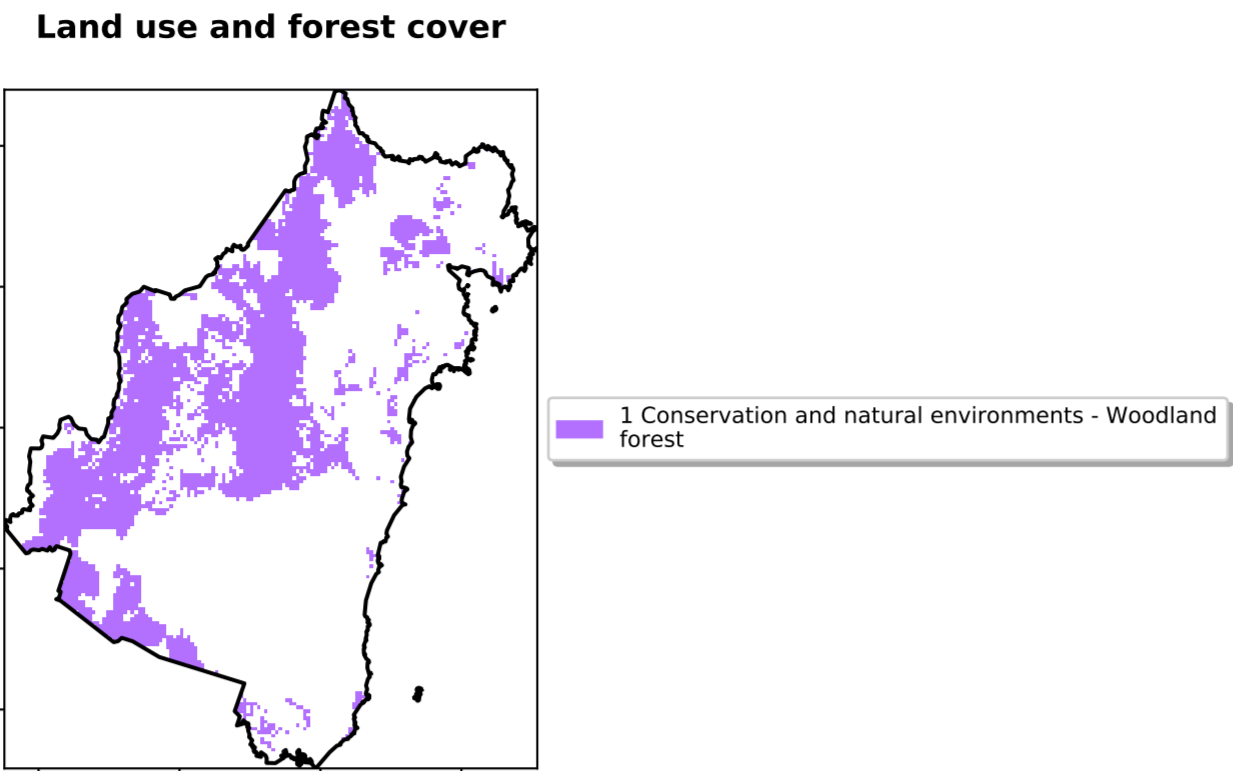 Land use and forest cover
1 Conservation and natural environments - Woodland
forest